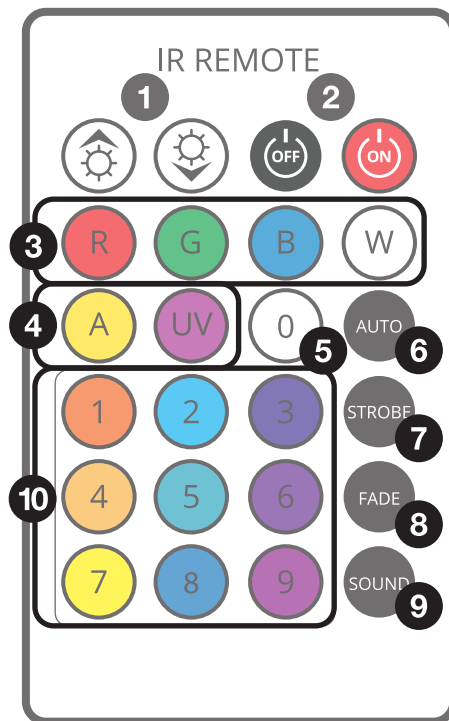 IR REMOTE
1 2
OFF ON
3 R G B W
4 A UV 0 5 AUTO 6
1 2 3 STROBE 7
10 4 5 6 FADE 8
7 8 9 SOUND 9